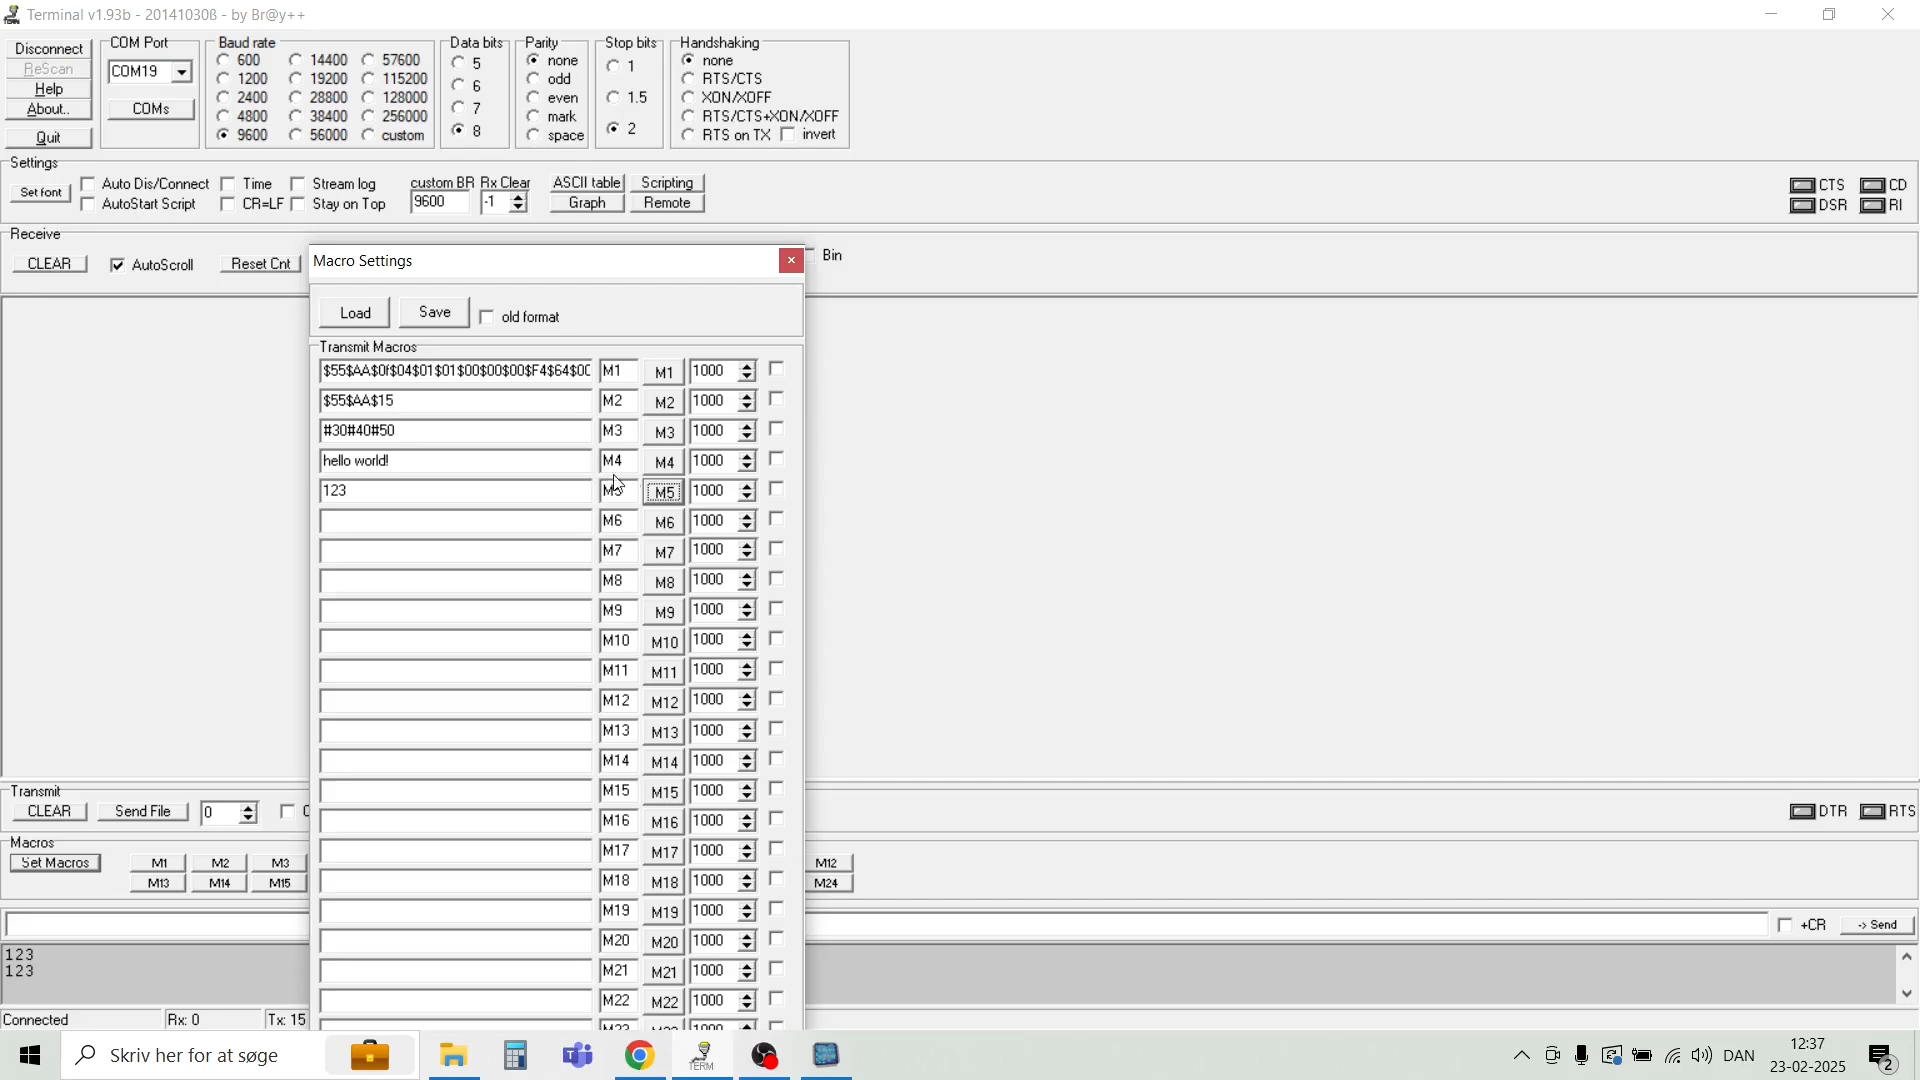 Terminal v1.93b - 20141030ß - by Br@y++
Disconnect
ReScan
Help
About..
Quit
COM Port
COM19
COMs
Baud rate
600 14400 57600
1200 19200 115200
2400 28800 128000
4800 38400 256000
9600 56000 custom
Data bits
5
6
7
8
Parity
none
odd
even
mark
space
Stop bits
1
1.5
2
Handshaking
none
RTS/CTS
XON/XOFF
RTS/CTS+XON/XOFF
RTS on TX invert
Settings
Set font
Auto Dis/Connect Time Stream log
AutoStart Script CR=LF Stay on Top
custom BR Rx Clear
9600 -1
ASCII table Scripting
Graph Remote
CTS CD
DSR RI
Receive
CLEAR AutoScroll Reset Cnt Bin
Macro Settings
Load Save old format
Transmit Macros
$55$AA$0f$04$01$01$00$00$00$F4$64$00 M1 M1 1000
$55$AA$15 M2 M2 1000
#30#40#50 M3 M3 1000
hello world! M4 M4 1000
123 M5 M5 1000
M6 M6 1000
M7 M7 1000
M8 M8 1000
M9 M9 1000
M10 M10 1000
M11 M11 1000
M12 M12 1000
M13 M13 1000
M14 M14 1000
M15 M15 1000
M16 M16 1000
M17 M17 1000
M18 M18 1000
M19 M19 1000
M20 M20 1000
M21 M21 1000
M22 M22 1000
Transmit
CLEAR Send File 0
DTR RTS
Macros
Set Macros M1 M2 M3 M12
M13 M14 M15 M24
+CR -> Send
123
123
Connected Rx: 0 Tx: 15
Skriv her for at søge
TERM
DAN
12:37
23-02-2025
2